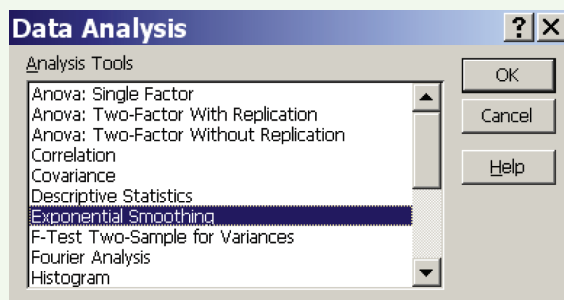 Data Analysis
?
Analysis Tools
Anova: Single Factor
Anova: Two-Factor With Replication
Anova: Two-Factor Without Replication
Correlation
Covariance
Descriptive Statistics
Exponential Smoothing
F-Test Two-Sample for Variances
Fourier Analysis
Histogram
OK
Cancel
Help